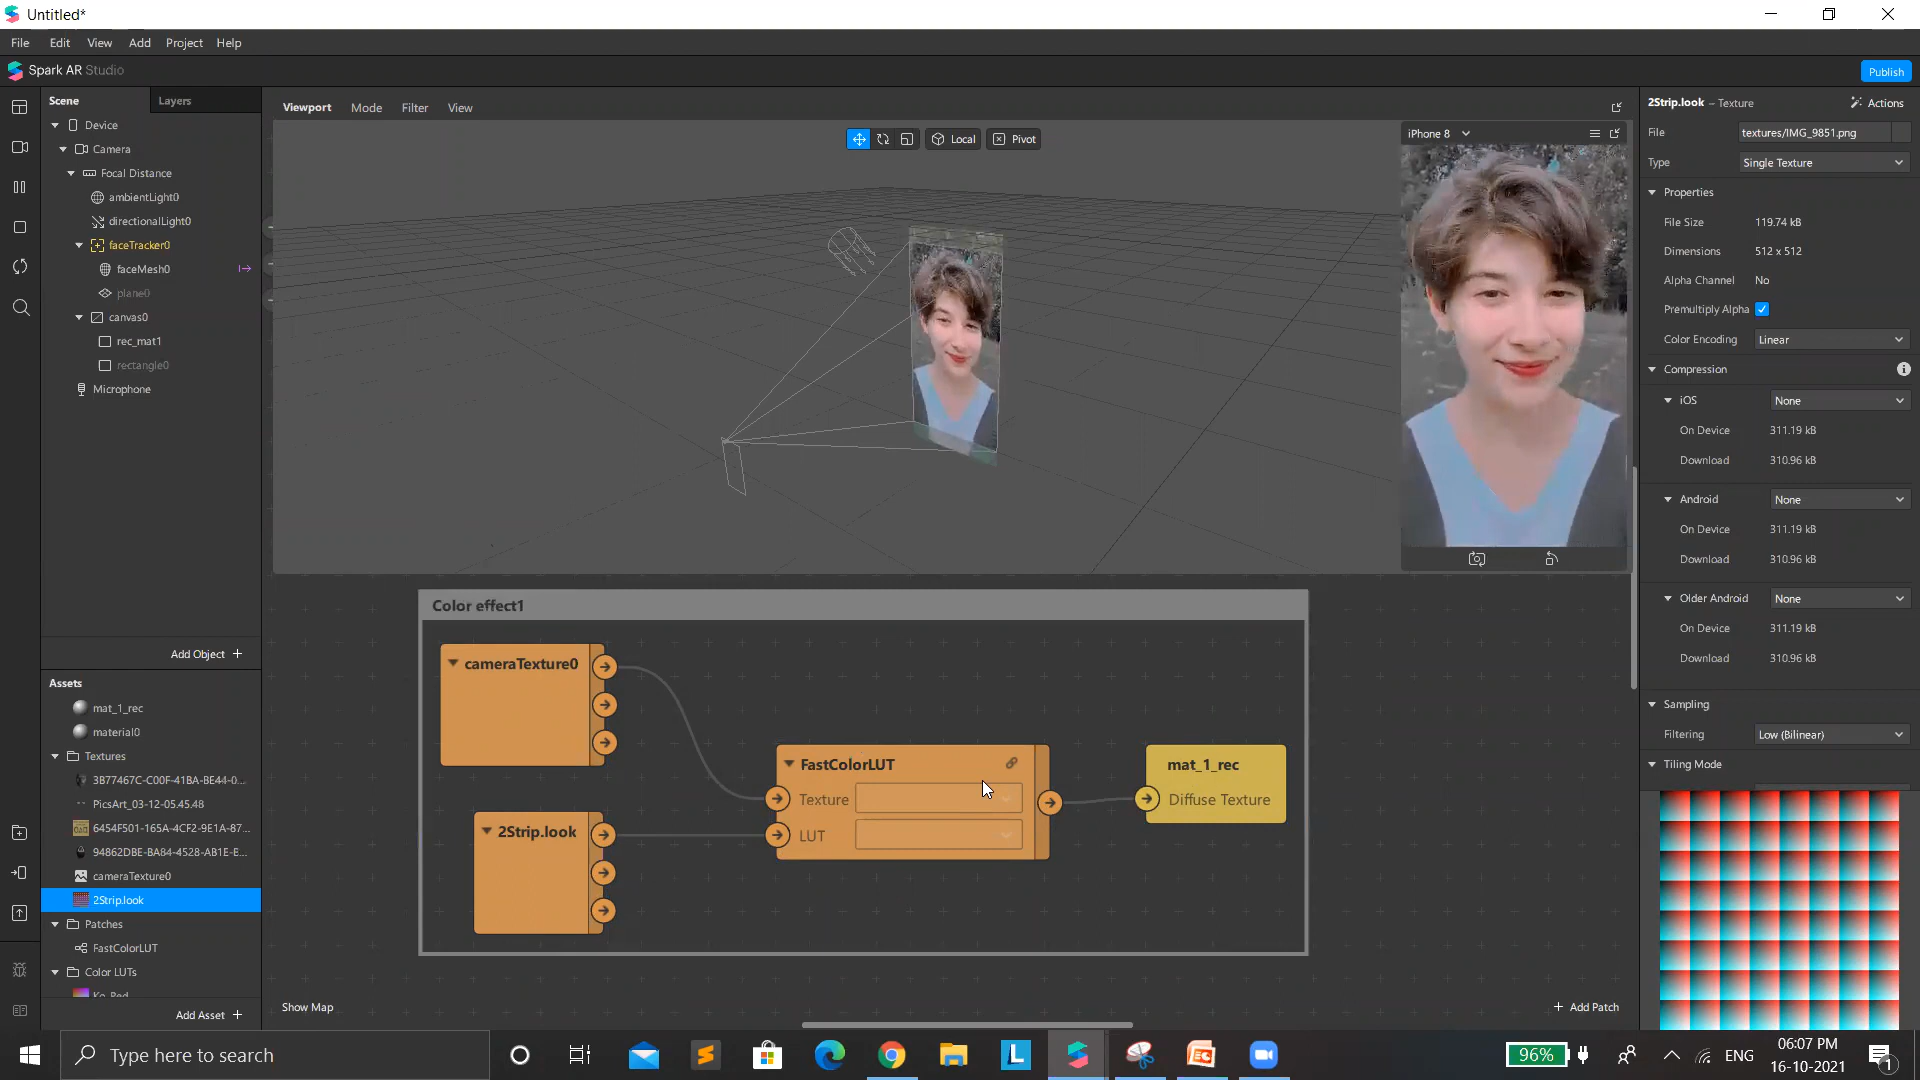 Untitled*
File Edit View Add Project Help
Spark AR Studio
Publish
Scene Layers
Device
Camera
Focal Distance
ambientLight0
directionalLight0
faceTracker0
faceMesh0
plane0
canvas0
rec_mat1
rectangle0
Microphone
Add Object +
Assets
mat_1_rec
material0
Textures
3B77467C-C00F-41BA-BE44-0...
PicsArt_03-12-05.45.48
6454F501-165A-4CF2-9E1A-87...
94862DBE-BA84-4528-AB1E-E...
cameraTexture0
2Strip.look
Patches
FastColorLUT
Color LUTs
Ko_Red
Add Asset +
Viewport Mode Filter View
Local Pivot
iPhone 8
Color effect1
cameraTexture0
2Strip.look
FastColorLUT
Texture
LUT
mat_1_rec
Diffuse Texture
Show Map
+ Add Patch
2Strip.look – Texture
Actions
File textures/IMG_9851.png
Type Single Texture
Properties
File Size 119.74 kB
Dimensions 512 x 512
Alpha Channel No
Premultiply Alpha
Color Encoding Linear
Compression
iOS None
On Device 311.19 kB
Download 310.96 kB
Android None
On Device 311.19 kB
Download 310.96 kB
Older Android None
On Device 311.19 kB
Download 310.96 kB
Sampling
Filtering Low (Bilinear)
Tiling Mode
Type here to search
L
96%
ENG
06:07 PM
16-10-2021
1